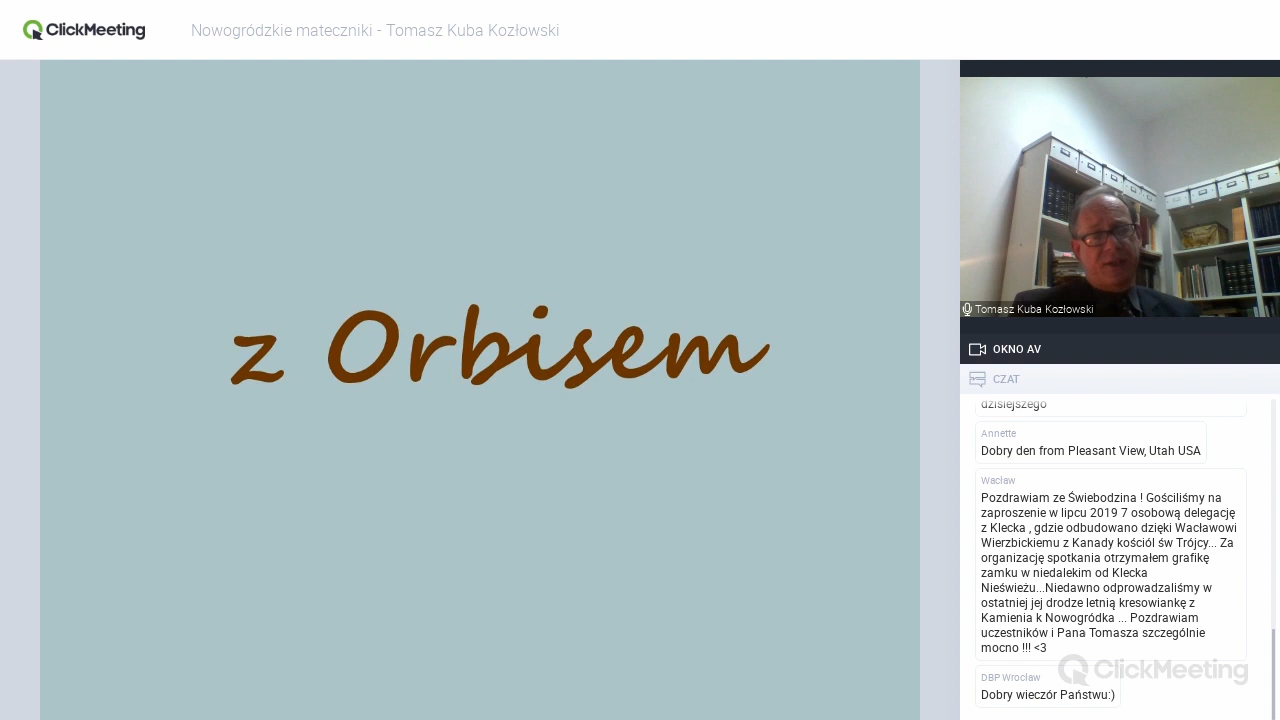 ClickMeeting
Nowogródzkie mateczniki - Tomasz Kuba Kozłowski
z Orbisem
Tomasz Kuba Kozłowski
OKNO AV
CZAT
dzisiejszego
Annette
Dobry den from Pleasant View, Utah USA
Wacław
Pozdrawiam ze Świebodzina ! Gościliśmy na
zaproszenie w lipcu 2019 7 osobową delegację
z Klecka , gdzie odbudowano dzięki Wacławowi
Wierzbickiemu z Kanady kośćiół św Trójcy... Za
organizację spotkania otrzymałem grafikę
zamku w niedalekim od Klecka
Nieświeżu...Niedawno odprowadzaliśmy w
ostatniej jej drodze letnią kresowiankę z
Kamienia k Nowogródka ... Pozdrawiam
uczestników i Pana Tomasza szczególnie
mocno !!! <3
ClickMeeting
DBP Wrocław
Dobry wieczór Państwu:)